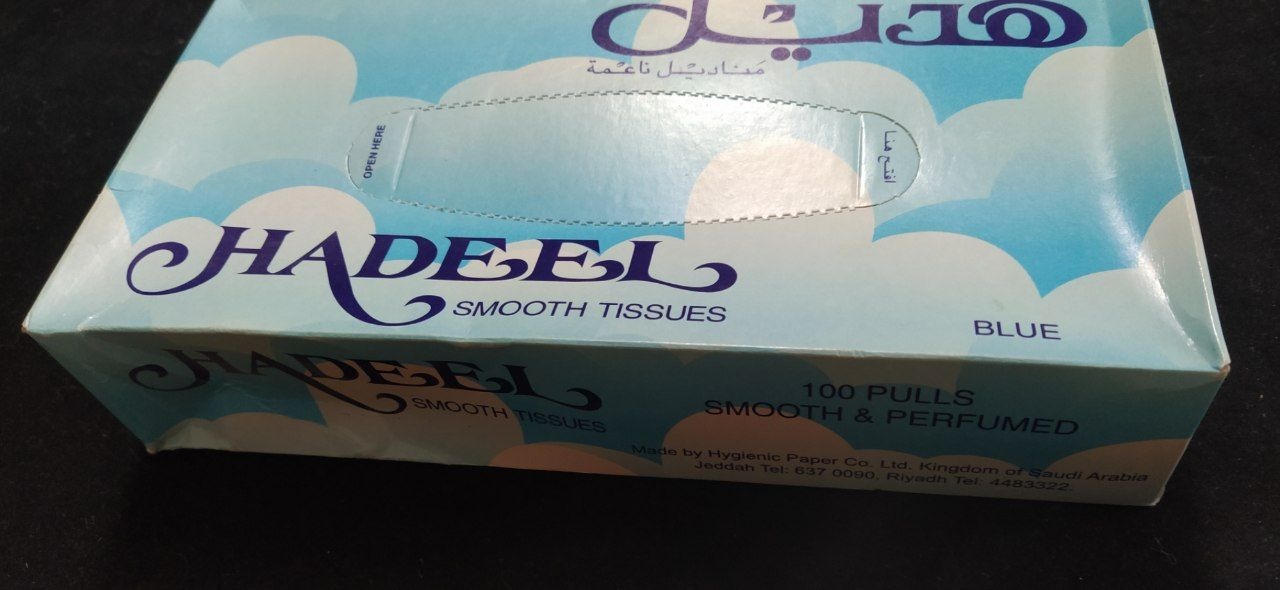 هديل
مناديل ناعمة
OPEN HERE
افتح هنا
HADEEL
SMOOTH TISSUES
BLUE
HADEEL
SMOOTH TISSUES
100 PULLS
SMOOTH & PERFUMED
Made by Hygienic Paper Co. Ltd. Kingdom of Saudi Arabia
Jeddah Tel: 637 0090, Riyadh Tel: 4483322.